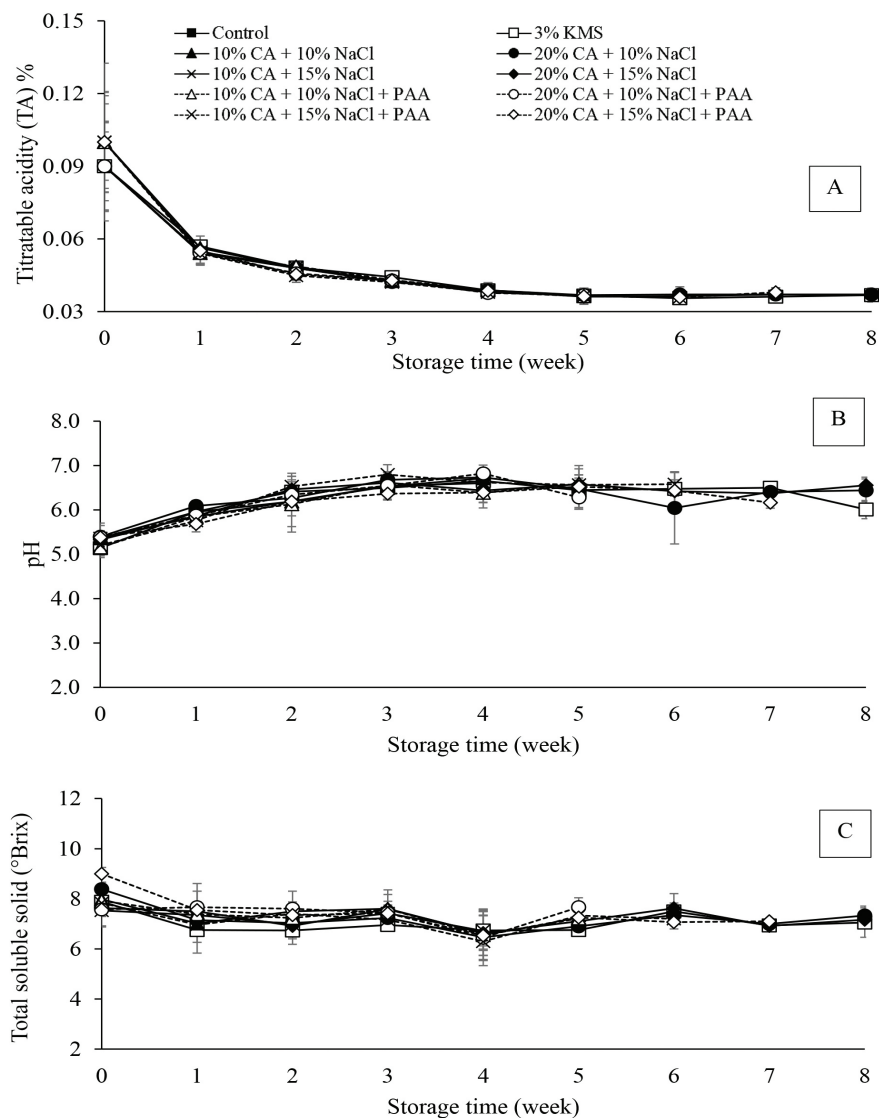 0.15
0.12
0.09
0.06
0.03
Titratable acidity (TA) %
Control
3% KMS
10% CA + 10% NaCl
20% CA + 10% NaCl
10% CA + 15% NaCl
20% CA + 15% NaCl
10% CA + 10% NaCl + PAA
20% CA + 10% NaCl + PAA
10% CA + 15% NaCl + PAA
20% CA + 15% NaCl + PAA
A
0 1 2 3 4 5 6 7 8
Storage time (week)
8.0
7.0
6.0
5.0
4.0
3.0
2.0
pH
B
0 1 2 3 4 5 6 7 8
Storage time (week)
12
10
8
6
4
2
Total soluble solid (°Brix)
C
0 1 2 3 4 5 6 7 8
Storage time (week)